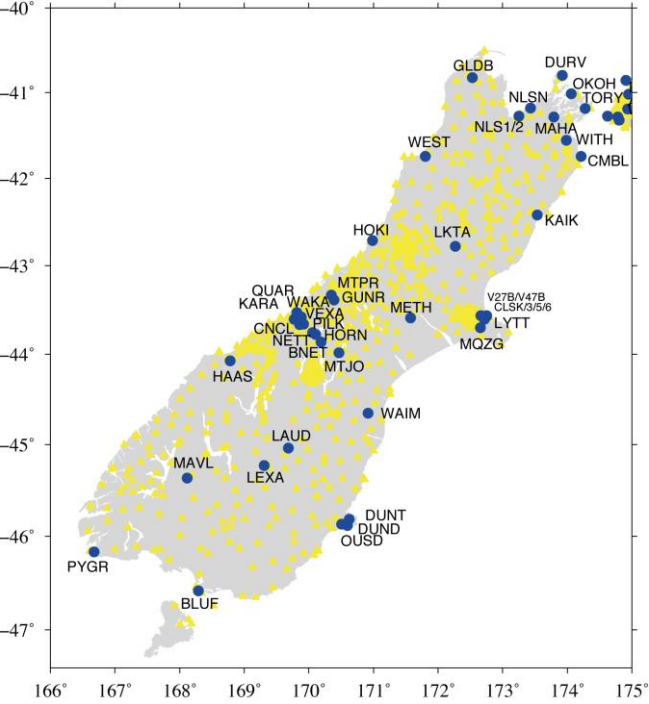 −40°
GLDB
DURV
OKOH
−41°
NLSN
TORY
NLS1/2
MAHA
WEST
WITH
CMBL
−42°
KAIK
HOKI
LKTA
−43°
MTPR
QUAR
GUNR
KARA
WAKA
V27B/V47B
VEXA
METH
CLSK/3/5/6
CNCL
PILK
LYTT
NETT
HORN
MQZG
−44°
BNET
MTJO
HAAS
WAIM
LAUD
−45°
MAVL
LEXA
DUNT
−46°
DUND
OUSD
PYGR
BLUF
−47°
166° 167° 168° 169° 170° 171° 172° 173° 174° 175°